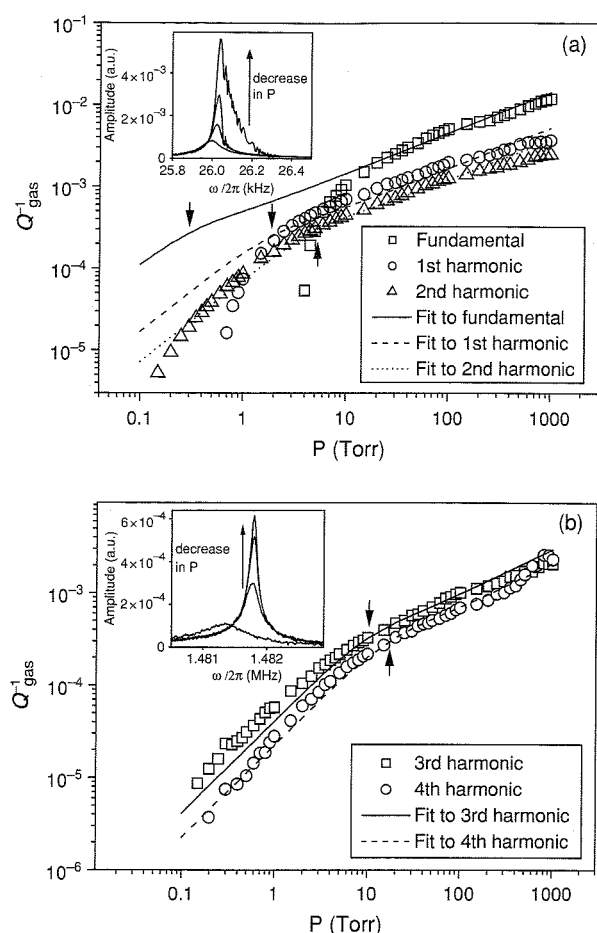 (a)
10⁻¹
10⁻²
10⁻³
10⁻⁴
10⁻⁵
Q⁻¹gas
Amplitude (a.u.)
4×10⁻³
2×10⁻³
0
decrease
in P
25.8 26.0 26.2 26.4
ω/2π (kHz)
Fundamental
1st harmonic
2nd harmonic
Fit to fundamental
Fit to 1st harmonic
Fit to 2nd harmonic
0.1 1 10 100 1000
P (Torr)
(b)
10⁻³
10⁻⁴
10⁻⁵
10⁻⁶
Q⁻¹gas
Amplitude (a.u.)
6×10⁻⁴
4×10⁻⁴
2×10⁻⁴
0
decrease
in P
1.481 1.482
ω/2π (MHz)
3rd harmonic
4th harmonic
Fit to 3rd harmonic
Fit to 4th harmonic
0.1 1 10 100 1000
P (Torr)